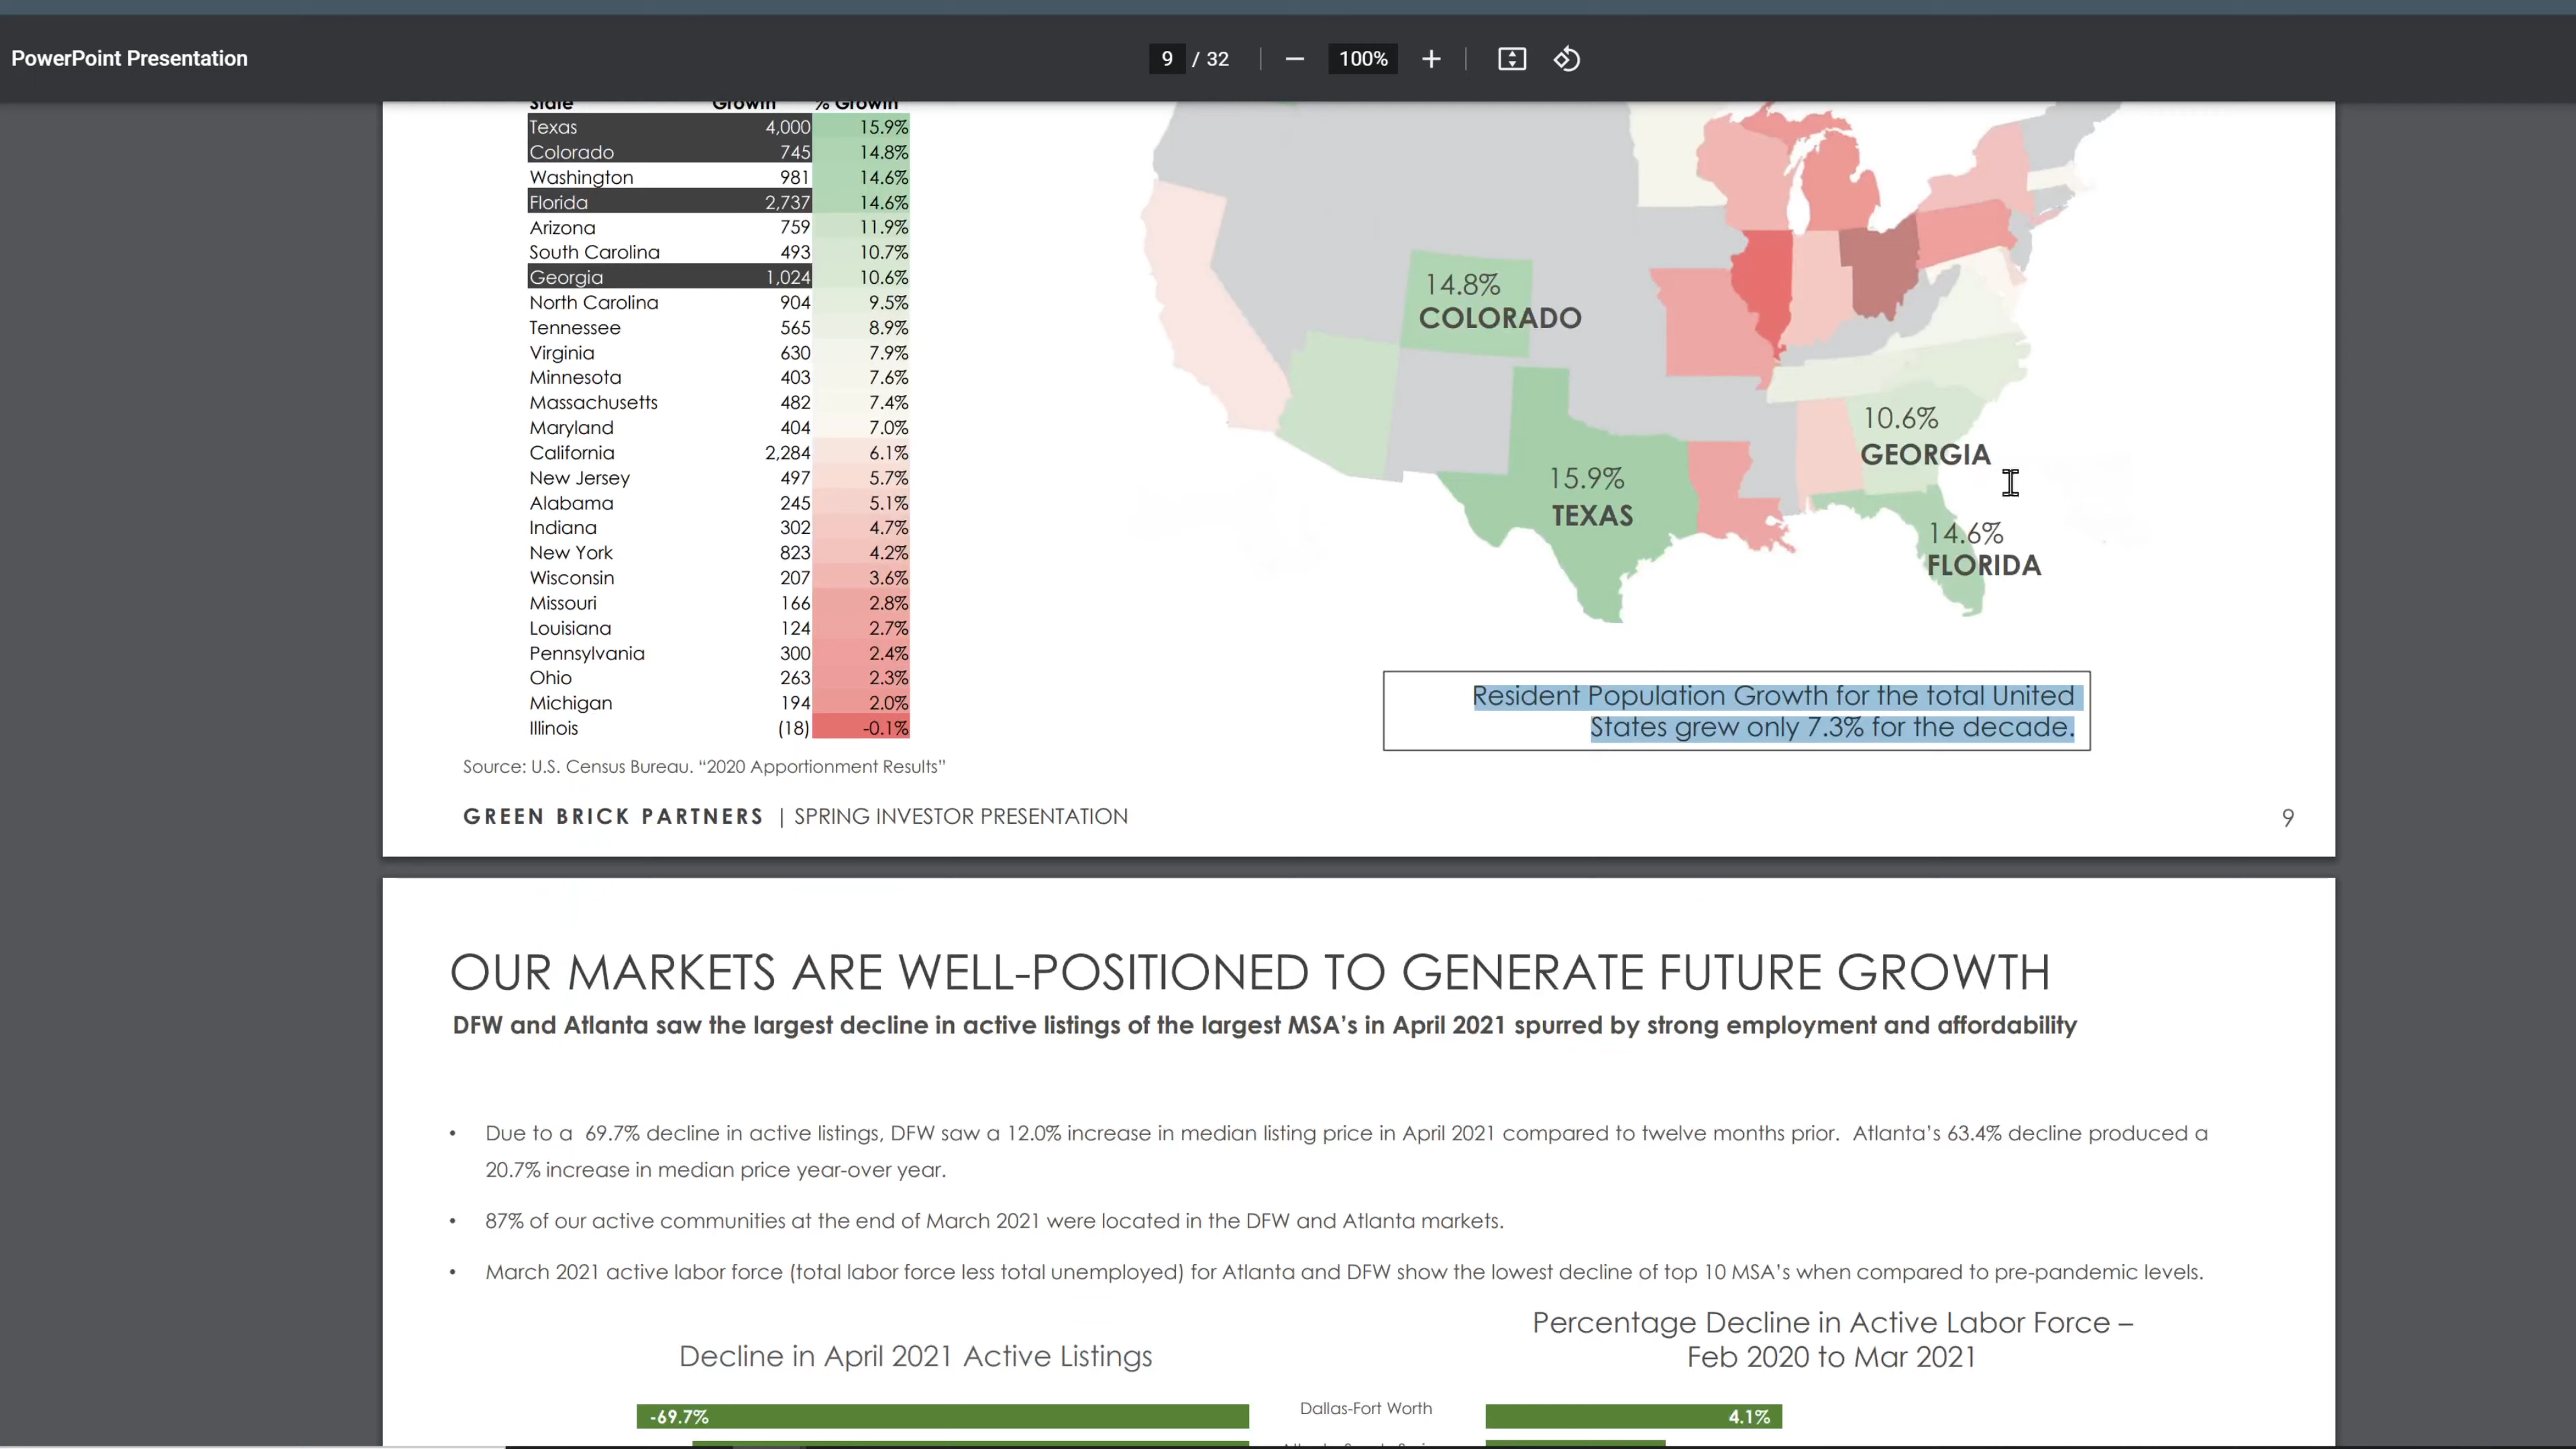 PowerPoint Presentation
9 / 32
100%
State Growth % Growth
Texas 4,000 15.9%
Colorado 745 14.8%
Washington 981 14.6%
Florida 2,737 14.6%
Arizona 759 11.9%
South Carolina 493 10.7%
Georgia 1,024 10.6%
North Carolina 904 9.5%
Tennessee 565 8.9%
Virginia 630 7.9%
Minnesota 403 7.6%
Massachusetts 482 7.4%
Maryland 404 7.0%
California 2,284 6.1%
New Jersey 497 5.7%
Alabama 245 5.1%
Indiana 302 4.7%
New York 823 4.2%
Wisconsin 207 3.6%
Missouri 166 2.8%
Louisiana 124 2.7%
Pennsylvania 300 2.4%
Ohio 263 2.3%
Michigan 194 2.0%
Illinois (18) -0.1%
14.8%
COLORADO
10.6%
GEORGIA
15.9%
TEXAS
14.6%
FLORIDA
Resident Population Growth for the total United
States grew only 7.3% for the decade.
Source: U.S. Census Bureau. “2020 Apportionment Results”
GREEN BRICK PARTNERS | SPRING INVESTOR PRESENTATION
9
OUR MARKETS ARE WELL-POSITIONED TO GENERATE FUTURE GROWTH
DFW and Atlanta saw the largest decline in active listings of the largest MSA’s in April 2021 spurred by strong employment and affordability
• Due to a 69.7% decline in active listings, DFW saw a 12.0% increase in median listing price in April 2021 compared to twelve months prior. Atlanta’s 63.4% decline produced a
20.7% increase in median price year-over year.
• 87% of our active communities at the end of March 2021 were located in the DFW and Atlanta markets.
• March 2021 active labor force (total labor force less total unemployed) for Atlanta and DFW show the lowest decline of top 10 MSA’s when compared to pre-pandemic levels.
Decline in April 2021 Active Listings
Percentage Decline in Active Labor Force –
Feb 2020 to Mar 2021
-69.7% Dallas-Fort Worth 4.1%